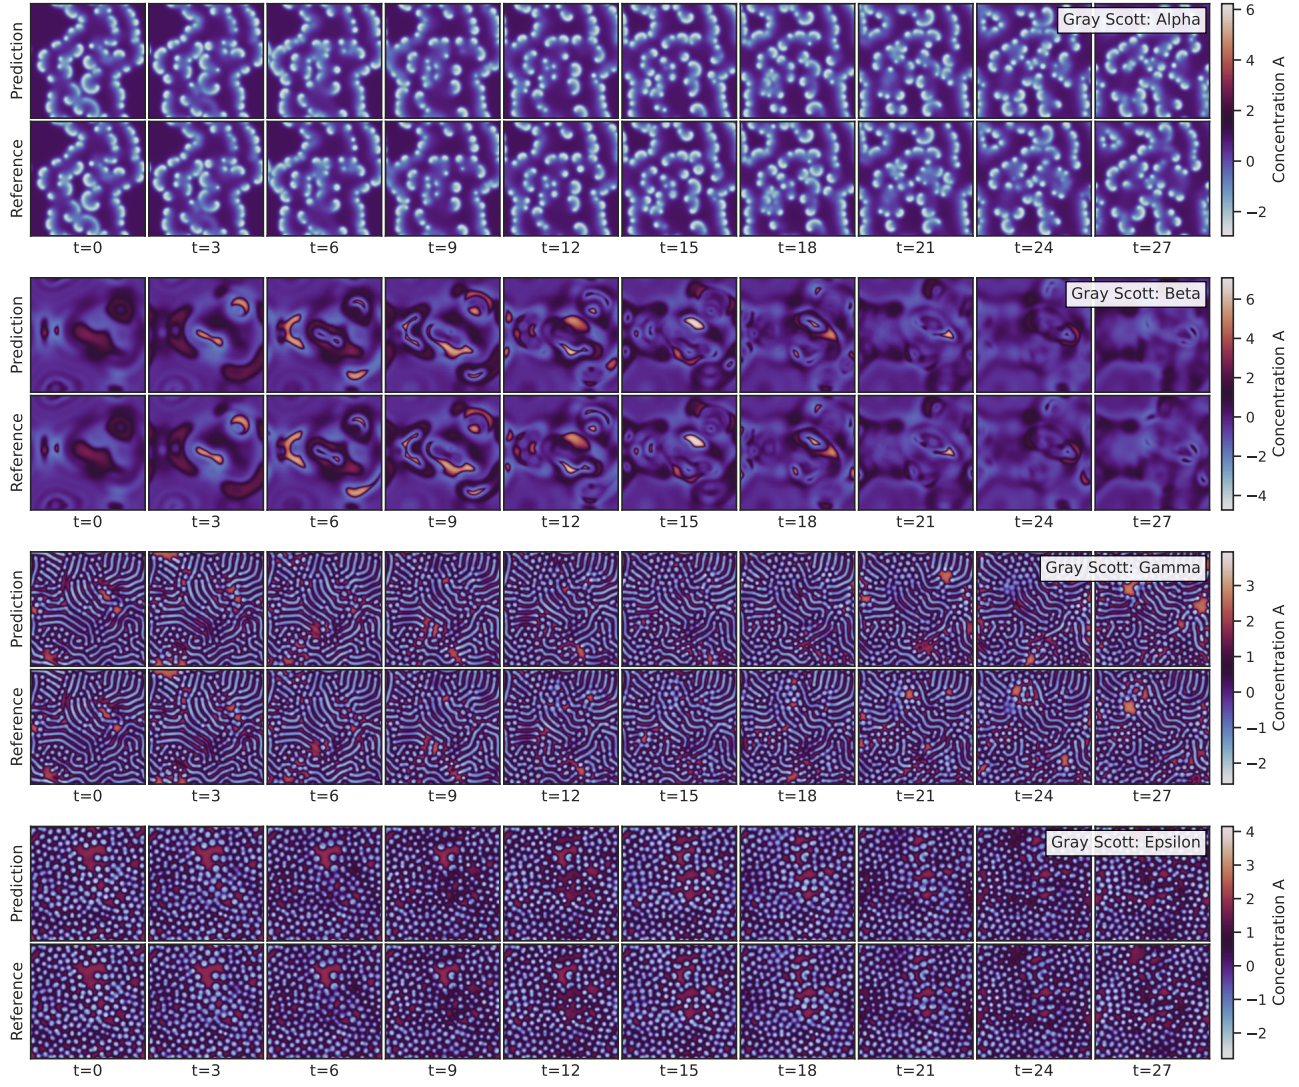 Gray Scott: Alpha
Prediction
Reference
t=0 t=3 t=6 t=9 t=12 t=15 t=18 t=21 t=24 t=27
6
4
2
0
−2
Concentration A
Gray Scott: Beta
Prediction
Reference
t=0 t=3 t=6 t=9 t=12 t=15 t=18 t=21 t=24 t=27
6
4
2
0
−2
−4
Concentration A
Gray Scott: Gamma
Prediction
Reference
t=0 t=3 t=6 t=9 t=12 t=15 t=18 t=21 t=24 t=27
3
2
1
0
−1
−2
Concentration A
Gray Scott: Epsilon
Prediction
Reference
t=0 t=3 t=6 t=9 t=12 t=15 t=18 t=21 t=24 t=27
4
3
2
1
0
−1
−2
Concentration A